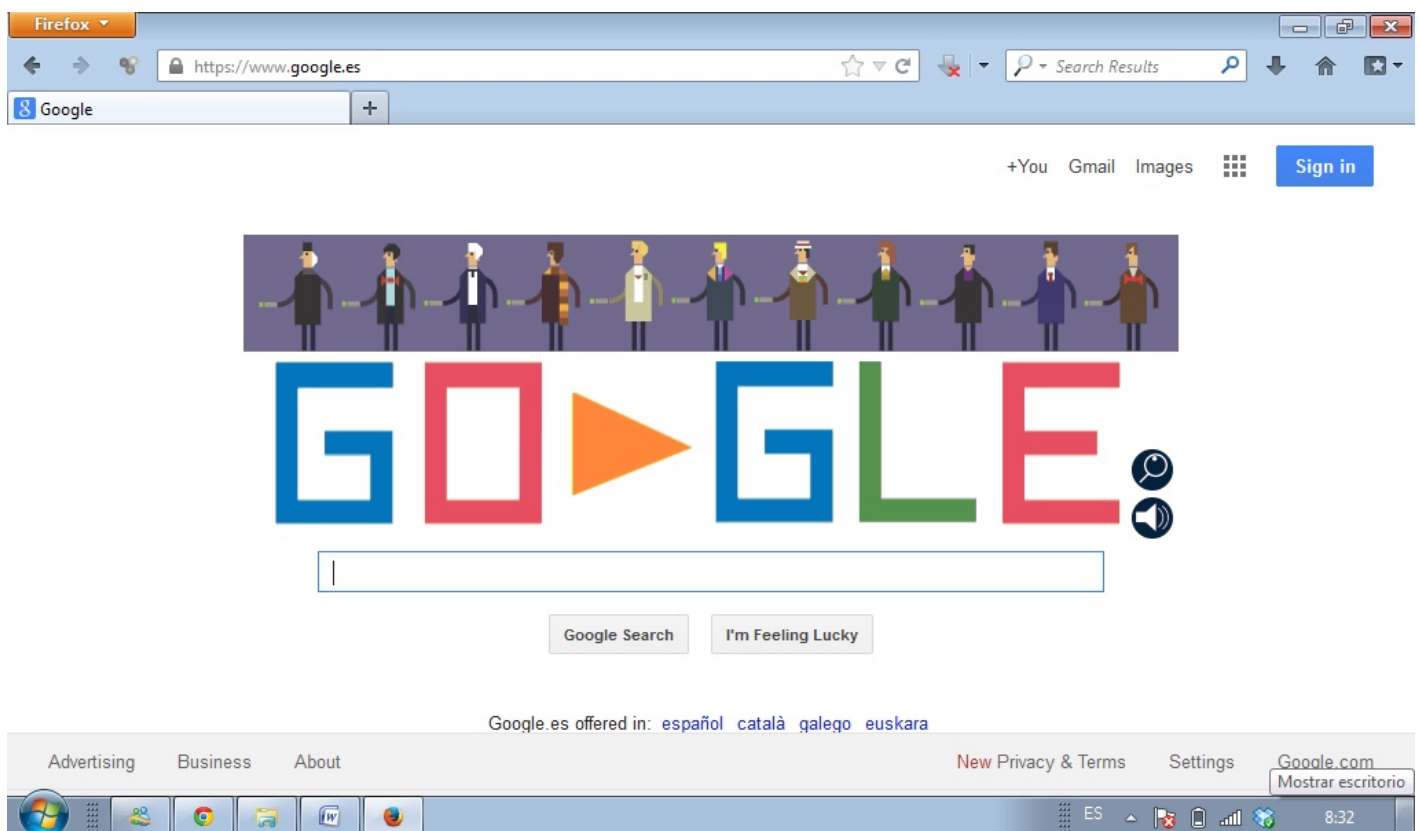 Firefox
https://www.google.es
Search Results
Google
+You Gmail Images Sign in
GO GLE
Google Search I'm Feeling Lucky
Google.es offered in: español català galego euskara
Advertising Business About New Privacy & Terms Settings Google.com
Mostrar escritorio
ES 8:32